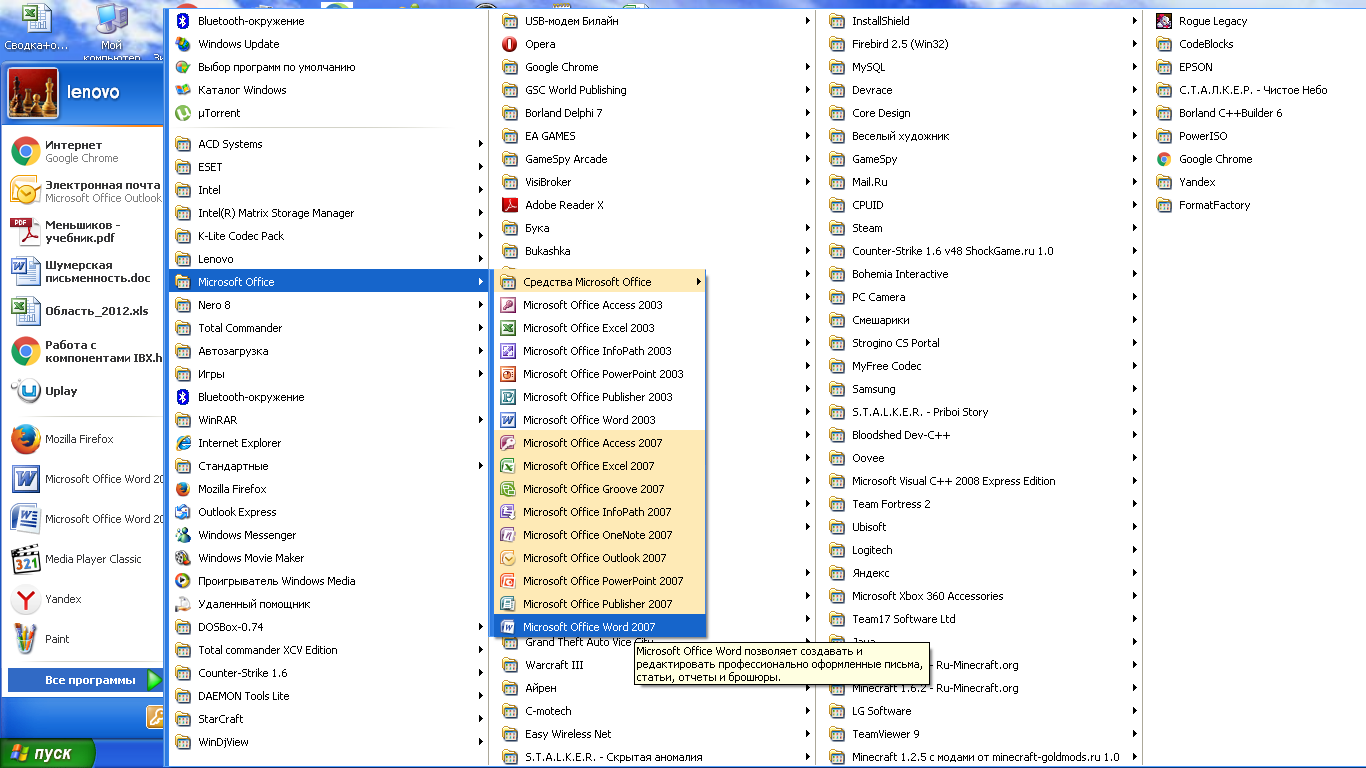 Сводка+о...
Мой
компьютер
lenovo
Интернет
Google Chrome
Электронная почта
Microsoft Office Outlook
Меньшиков -
учебник.pdf
Шумерская
письменность.doc
Область_2012.xls
Работа с
компонентами IBX.h
Uplay
Mozilla Firefox
Microsoft Office Word 20
Microsoft Office Word 20
Media Player Classic
Yandex
Paint
Все программы
пуск
Bluetooth-окружение
Windows Update
Выбор программ по умолчанию
Каталог Windows
µTorrent
ACD Systems
ESET
Intel
Intel(R) Matrix Storage Manager
K-Lite Codec Pack
Lenovo
Microsoft Office
Nero 8
Total Commander
Автозагрузка
Игры
Bluetooth-окружение
WinRAR
Internet Explorer
Стандартные
Mozilla Firefox
Outlook Express
Windows Messenger
Windows Movie Maker
Проигрыватель Windows Media
Удаленный помощник
DOSBox-0.74
Total commander XCV Edition
Counter-Strike 1.6
DAEMON Tools Lite
StarCraft
WinDjView
USB-модем Билайн
Opera
Google Chrome
GSC World Publishing
Borland Delphi 7
EA GAMES
GameSpy Arcade
VisiBroker
Adobe Reader X
Бука
Bukashka
Средства Microsoft Office
Microsoft Office Access 2003
Microsoft Office Excel 2003
Microsoft Office InfoPath 2003
Microsoft Office PowerPoint 2003
Microsoft Office Publisher 2003
Microsoft Office Word 2003
Microsoft Office Access 2007
Microsoft Office Excel 2007
Microsoft Office Groove 2007
Microsoft Office InfoPath 2007
Microsoft Office OneNote 2007
Microsoft Office Outlook 2007
Microsoft Office PowerPoint 2007
Microsoft Office Publisher 2007
Microsoft Office Word 2007
Grand Theft Auto Vice City
Microsoft Office Word позволяет создавать и
редактировать профессионально оформленные письма,
статьи, отчеты и брошюры.
Warcraft III
Айрен
C-motech
Easy Wireless Net
S.T.A.L.K.E.R. - Скрытая аномалия
InstallShield
Firebird 2.5 (Win32)
MySQL
Devrace
Core Design
Веселый художник
GameSpy
Mail.Ru
CPUID
Steam
Counter-Strike 1.6 v48 ShockGame.ru 1.0
Bohemia Interactive
PC Camera
Смешарики
Strogino CS Portal
MyFree Codec
Samsung
S.T.A.L.K.E.R. - Priboi Story
Bloodshed Dev-C++
Oovee
Microsoft Visual C++ 2008 Express Edition
Team Fortress 2
Ubisoft
Logitech
Яндекс
Microsoft Xbox 360 Accessories
Team17 Software Ltd
Java
- Ru-Minecraft.org
Minecraft 1.6.2 - Ru-Minecraft.org
LG Software
TeamViewer 9
Minecraft 1.2.5 с модами от minecraft-goldmods.ru 1.0
Rogue Legacy
CodeBlocks
EPSON
С.Т.А.Л.К.Е.Р. - Чистое Небо
Borland C++Builder 6
PowerISO
Google Chrome
Yandex
FormatFactory